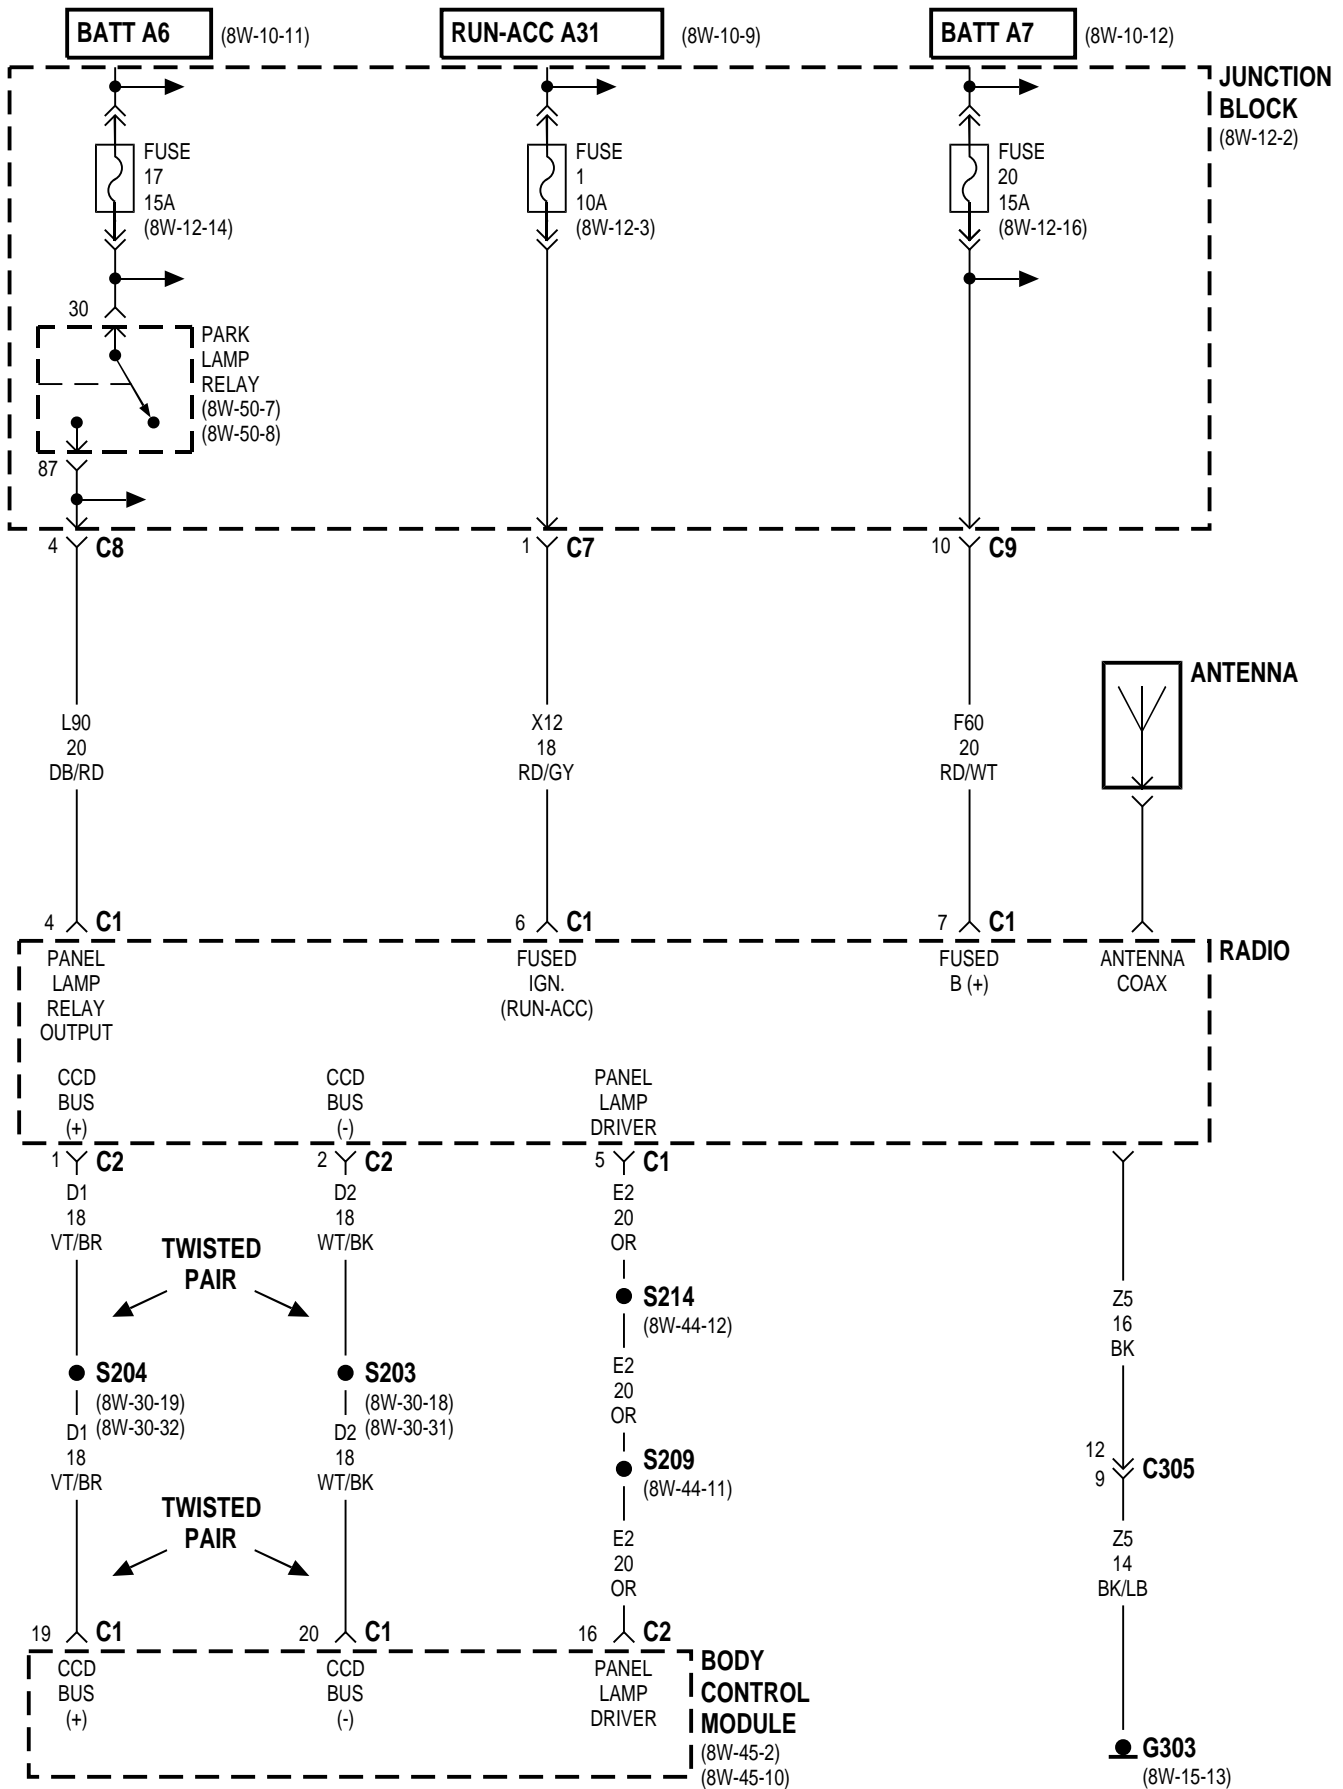 BATT A6
(8W-10-11)
RUN-ACC A31
(8W-10-9)
BATT A7
(8W-10-12)
JUNCTION
BLOCK
(8W-12-2)
FUSE
17
15A
(8W-12-14)
FUSE
1
10A
(8W-12-3)
FUSE
20
15A
(8W-12-16)
30
PARK
LAMP
RELAY
(8W-50-7)
(8W-50-8)
87
4
C8
1
C7
10
C9
ANTENNA
L90
20
DB/RD
X12
18
RD/GY
F60
20
RD/WT
4
C1
6
C1
7
C1
RADIO
PANEL
LAMP
RELAY
OUTPUT
FUSED
IGN.
(RUN-ACC)
FUSED
B (+)
ANTENNA
COAX
CCD
BUS
(+)
CCD
BUS
(-)
PANEL
LAMP
DRIVER
1
C2
2
C2
5
C1
D1
18
VT/BR
D2
18
WT/BK
E2
20
OR
TWISTED
PAIR
S214
(8W-44-12)
Z5
16
BK
S204
(8W-30-19)
(8W-30-32)
S203
(8W-30-18)
(8W-30-31)
E2
20
OR
D1
18
VT/BR
D2
18
WT/BK
S209
(8W-44-11)
12
9
C305
TWISTED
PAIR
E2
20
OR
Z5
14
BK/LB
19
C1
20
C1
16
C2
CCD
BUS
(+)
CCD
BUS
(-)
PANEL
LAMP
DRIVER
BODY
CONTROL
MODULE
(8W-45-2)
(8W-45-10)
G303
(8W-15-13)